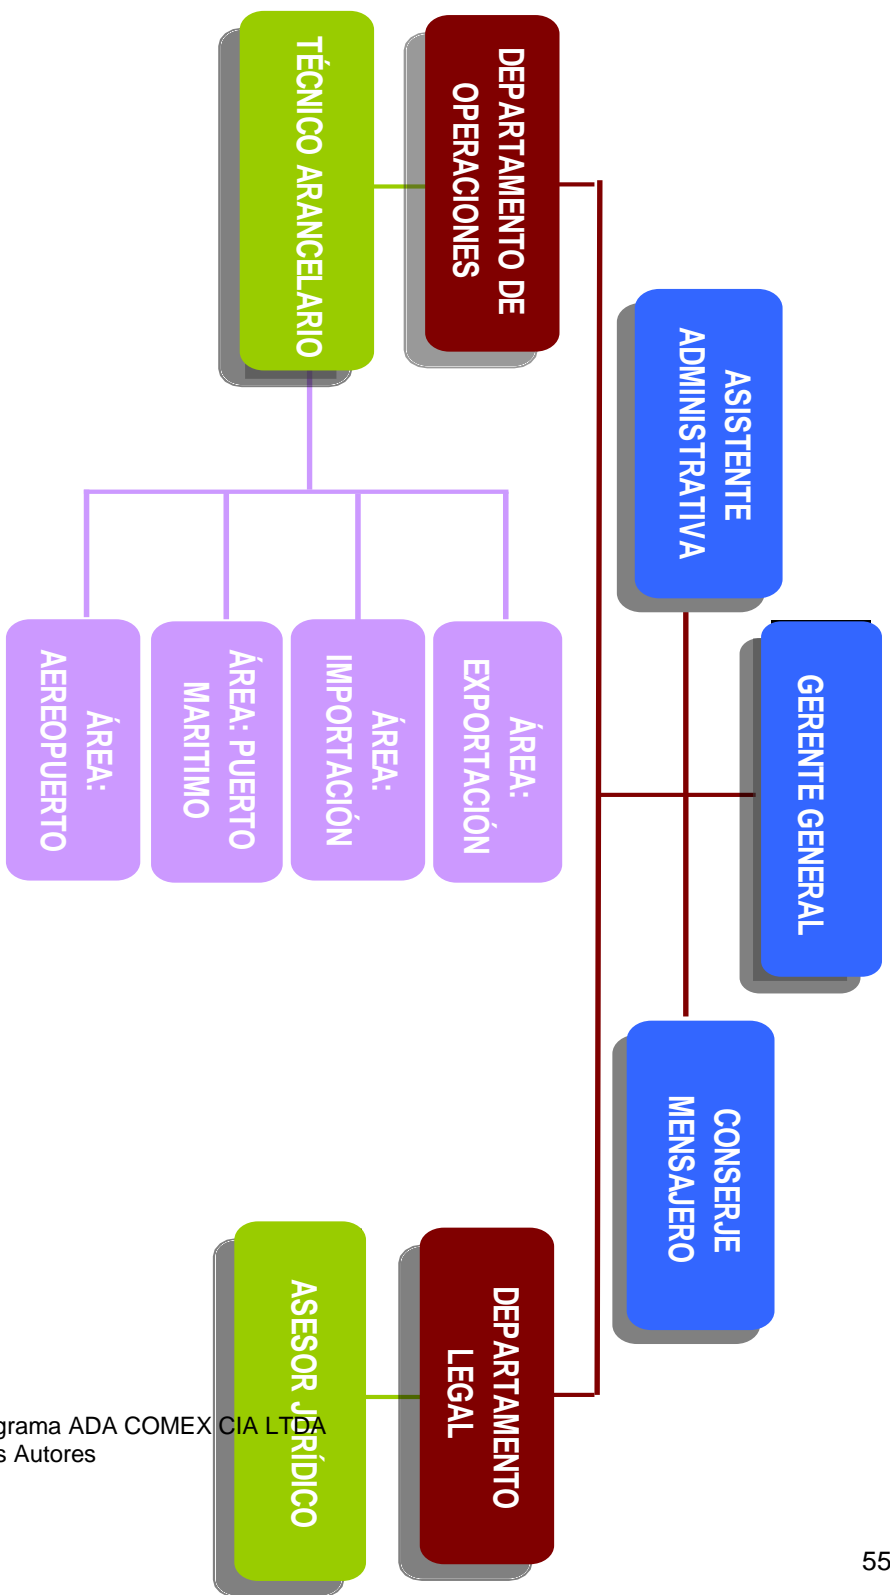 GERENTE GENERAL
ASISTENTE
ADMINISTRATIVA
CONSERJE
MENSAJERO
DEPARTAMENTO DE
OPERACIONES
DEPARTAMENTO
LEGAL
TÉCNICO ARANCELARIO
ASESOR JURÍDICO
ÁREA:
EXPORTACIÓN
ÁREA:
IMPORTACIÓN
ÁREA: PUERTO
MARITIMO
ÁREA:
AEREOPUERTO
grama ADA COMEX CIA LTDA
s Autores
55